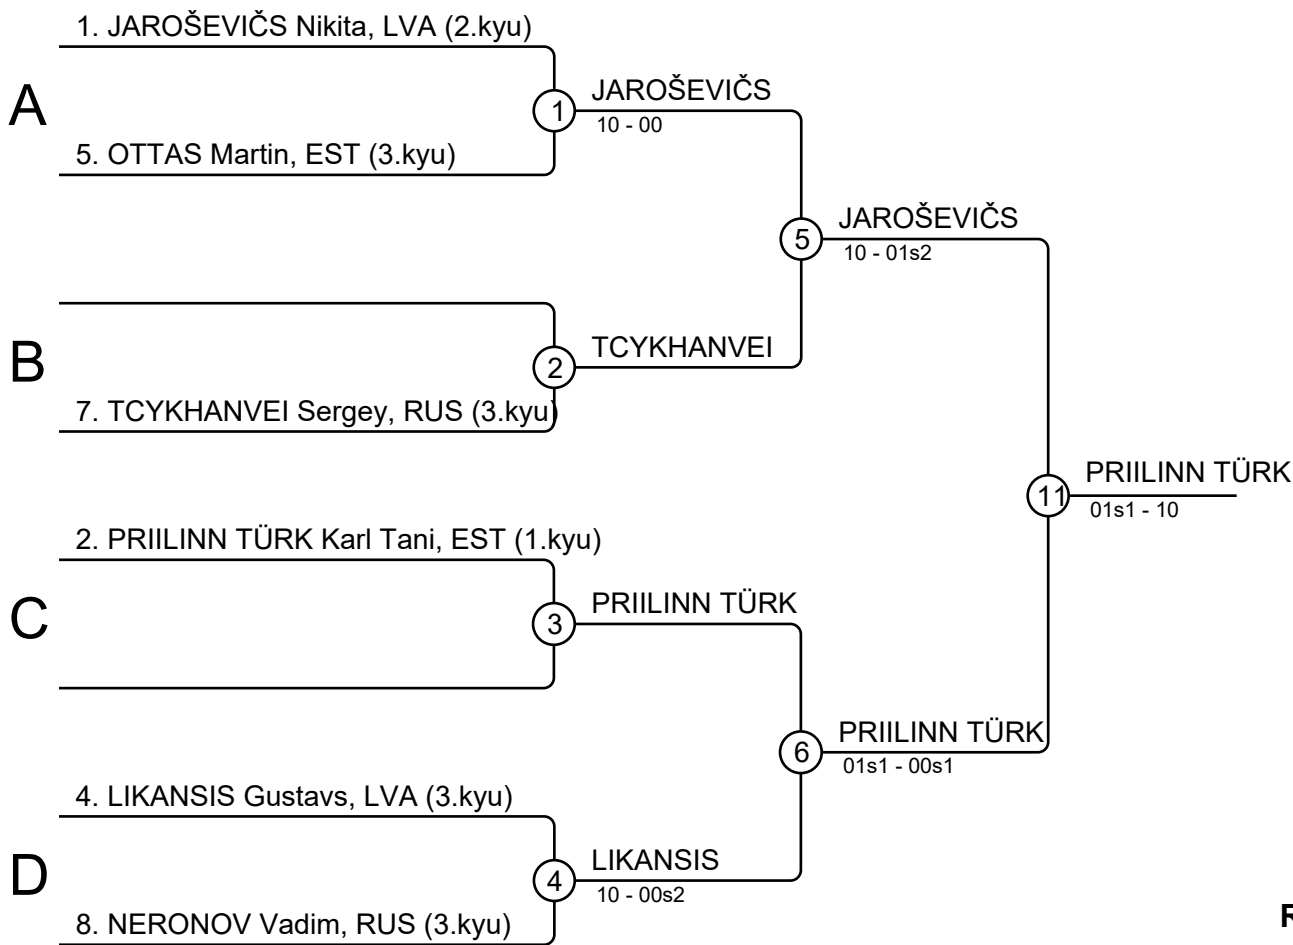 1. JAROŠEVIČS Nikita, LVA (2.kyu)
A
1
JAROŠEVIČS
10 - 00
5. OTTAS Martin, EST (3.kyu)
5
JAROŠEVIČS
10 - 01s2
B
2
TCYKHANVEI
7. TCYKHANVEI Sergey, RUS (3.kyu)
11
PRIILINN TÜRK
01s1 - 10
2. PRIILINN TÜRK Karl Tani, EST (1.kyu)
C
3
PRIILINN TÜRK
6
PRIILINN TÜRK
01s1 - 00s1
4. LIKANSIS Gustavs, LVA (3.kyu)
D
4
LIKANSIS
10 - 00s2
8. NERONOV Vadim, RUS (3.kyu)